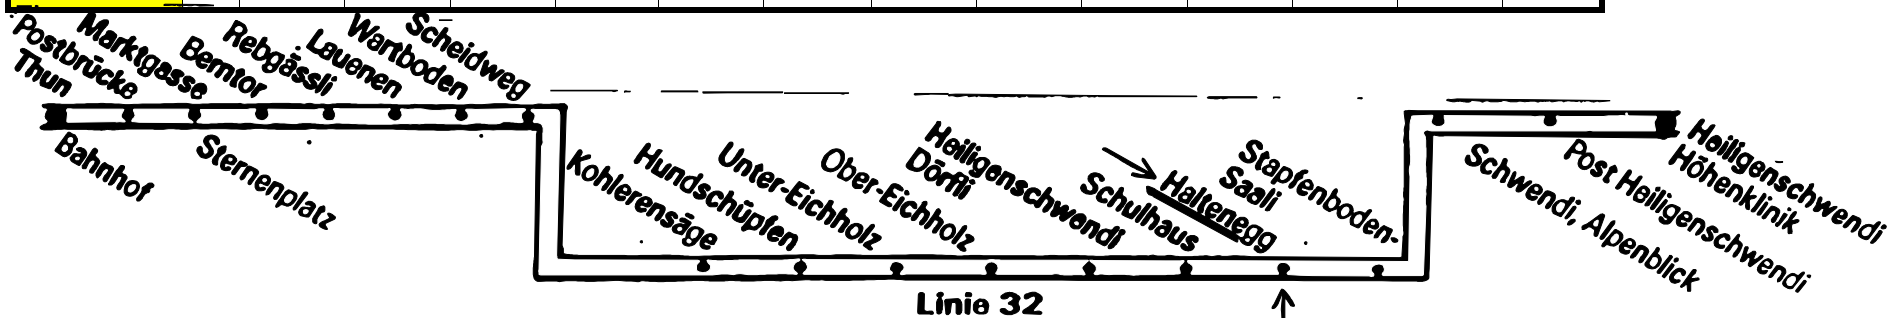 Thun
Bahnhof
Postbrücke
Marktgasse
Sternenplatz
Berntor
Rebgässli
Lauenen
Wartboden
Scheidweg
Kohlerensäge
Hundschüpfen
Unter-Eichholz
Ober-Eichholz
Heiligenschwendi
Dörfli
Schulhaus
Haltenegg
Stapfenboden-
Saali
Schwendi, Alpenblick
Post Heiligenschwendi
Heiligenschwendi
Höhenklinik
Linie 32